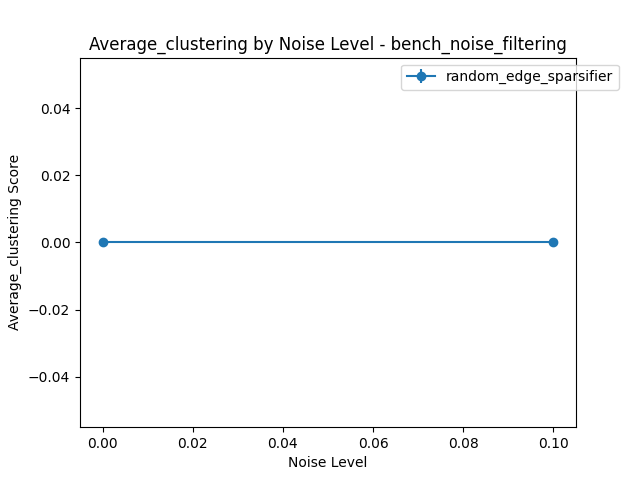 Average_clustering by Noise Level - bench_noise_filtering
random_edge_sparsifier
Average_clustering Score
0.04
0.02
0.00
−0.02
−0.04
0.00 0.02 0.04 0.06 0.08 0.10
Noise Level